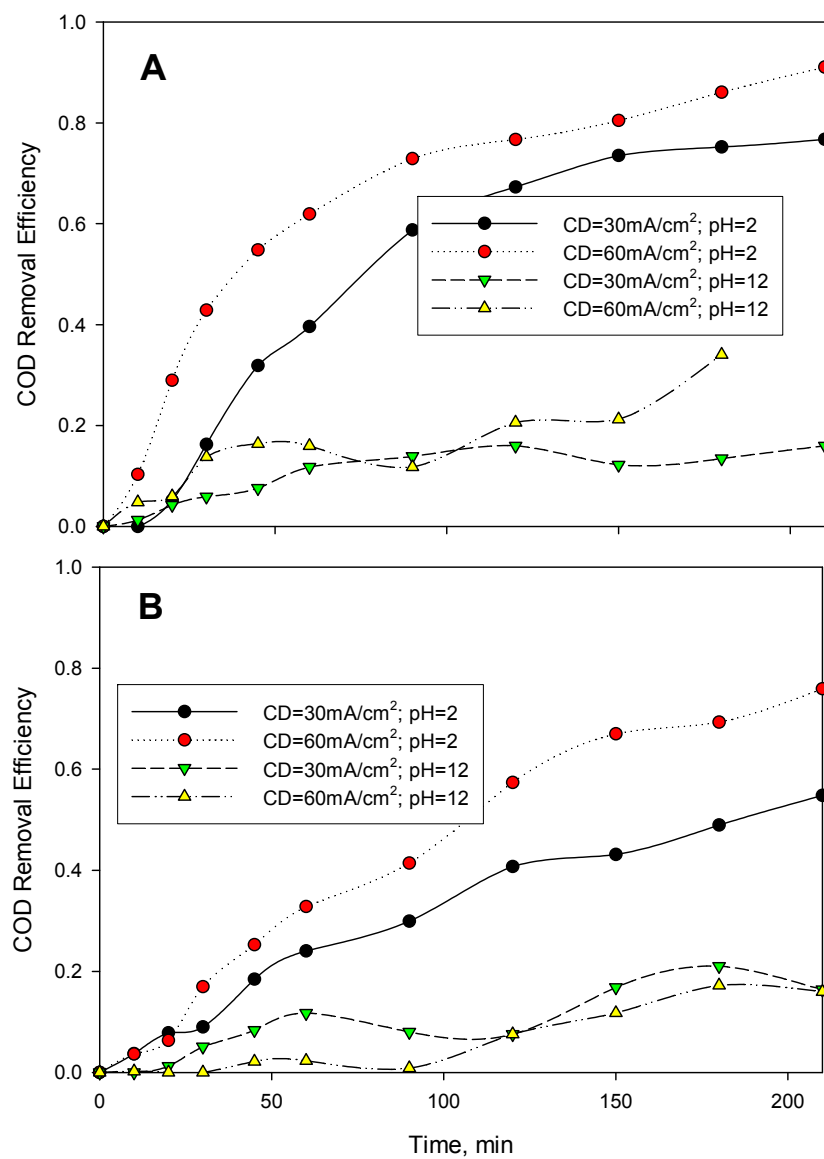 1.0
A
0.8
COD Removal Efficiency
0.6
CD=30mA/cm²; pH=2
CD=60mA/cm²; pH=2
CD=30mA/cm²; pH=12
CD=60mA/cm²; pH=12
0.4
0.2
0.0
1.0
B
0.8
COD Removal Efficiency
CD=30mA/cm²; pH=2
CD=60mA/cm²; pH=2
CD=30mA/cm²; pH=12
CD=60mA/cm²; pH=12
0.6
0.4
0.2
0.0
0 50 100 150 200
Time, min